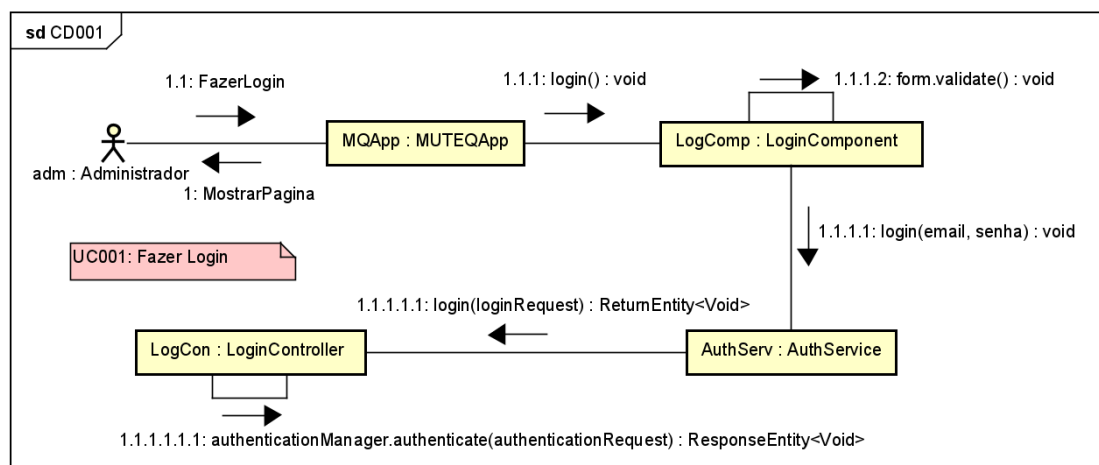 sd CD001
1.1: FazerLogin
1.1.1: login() : void
1.1.1.2: form.validate() : void
MQApp : MUTEQApp
LogComp : LoginComponent
adm : Administrador
1: MostrarPagina
1.1.1.1: login(email, senha) : void
UC001: Fazer Login
1.1.1.1.1: login(loginRequest) : ReturnEntity<Void>
LogCon : LoginController
AuthServ : AuthService
1.1.1.1.1.1: authenticationManager.authenticate(authenticationRequest) : ResponseEntity<Void>